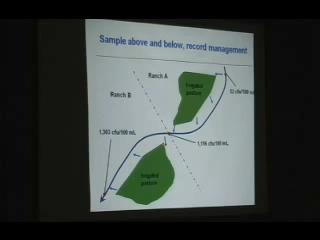 Sample above and below, record management
Ranch A
Irrigated
pasture
52 cfu/100 mL
Ranch B
1,303 cfu/100 mL
1,196 cfu/100 mL
Irrigated
pasture